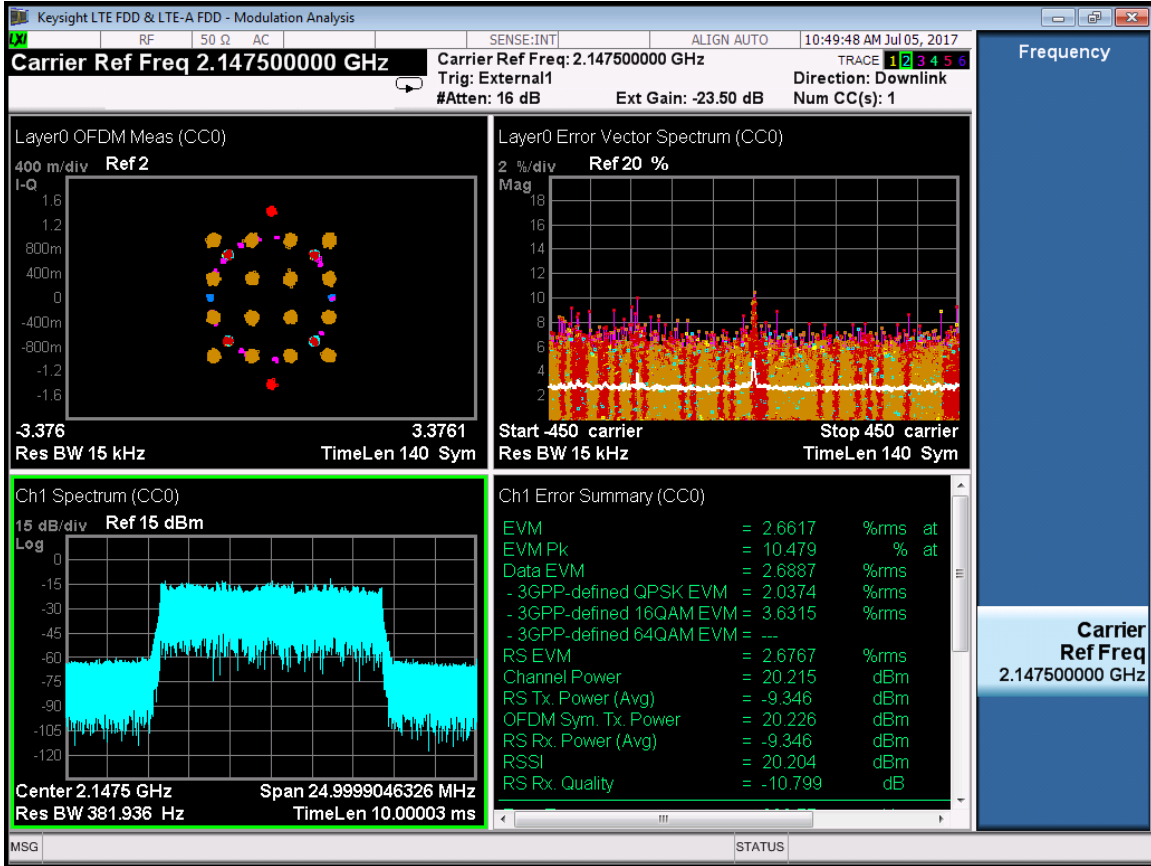 Keysight LTE FDD & LTE-A FDD - Modulation Analysis
LXI RF 50 Ω AC SENSE:INT ALIGN AUTO 10:49:48 AM Jul 05, 2017
Carrier Ref Freq 2.147500000 GHz
Carrier Ref Freq: 2.147500000 GHz
Trig: External1
#Atten: 16 dB Ext Gain: -23.50 dB
TRACE 1 2 3 4 5 6
Direction: Downlink
Num CC(s): 1
Layer0 OFDM Meas (CC0)
400 m/div Ref 2
I-Q
1.6
1.2
800m
400m
0
-400m
-800m
-1.2
-1.6
-3.376 3.3761
Res BW 15 kHz TimeLen 140 Sym
Layer0 Error Vector Spectrum (CC0)
2 %/div Ref 20 %
Mag
18
16
14
12
10
8
6
4
2
Start -450 carrier Stop 450 carrier
Res BW 15 kHz TimeLen 140 Sym
Ch1 Spectrum (CC0)
15 dB/div Ref 15 dBm
Log
0
-15
-30
-45
-60
-75
-90
-105
-120
Center 2.1475 GHz Span 24.9999046326 MHz
Res BW 381.936 Hz TimeLen 10.00003 ms
Ch1 Error Summary (CC0)
EVM = 2.6617 %rms at
EVM Pk = 10.479 % at
Data EVM = 2.6887 %rms
- 3GPP-defined QPSK EVM = 2.0374 %rms
- 3GPP-defined 16QAM EVM = 3.6315 %rms
- 3GPP-defined 64QAM EVM = ---
RS EVM = 2.6767 %rms
Channel Power = 20.215 dBm
RS Tx. Power (Avg) = -9.346 dBm
OFDM Sym. Tx. Power = 20.226 dBm
RS Rx. Power (Avg) = -9.346 dBm
RSSI = 20.204 dBm
RS Rx. Quality = -10.799 dB
Frequency
Carrier
Ref Freq
2.147500000 GHz
MSG STATUS